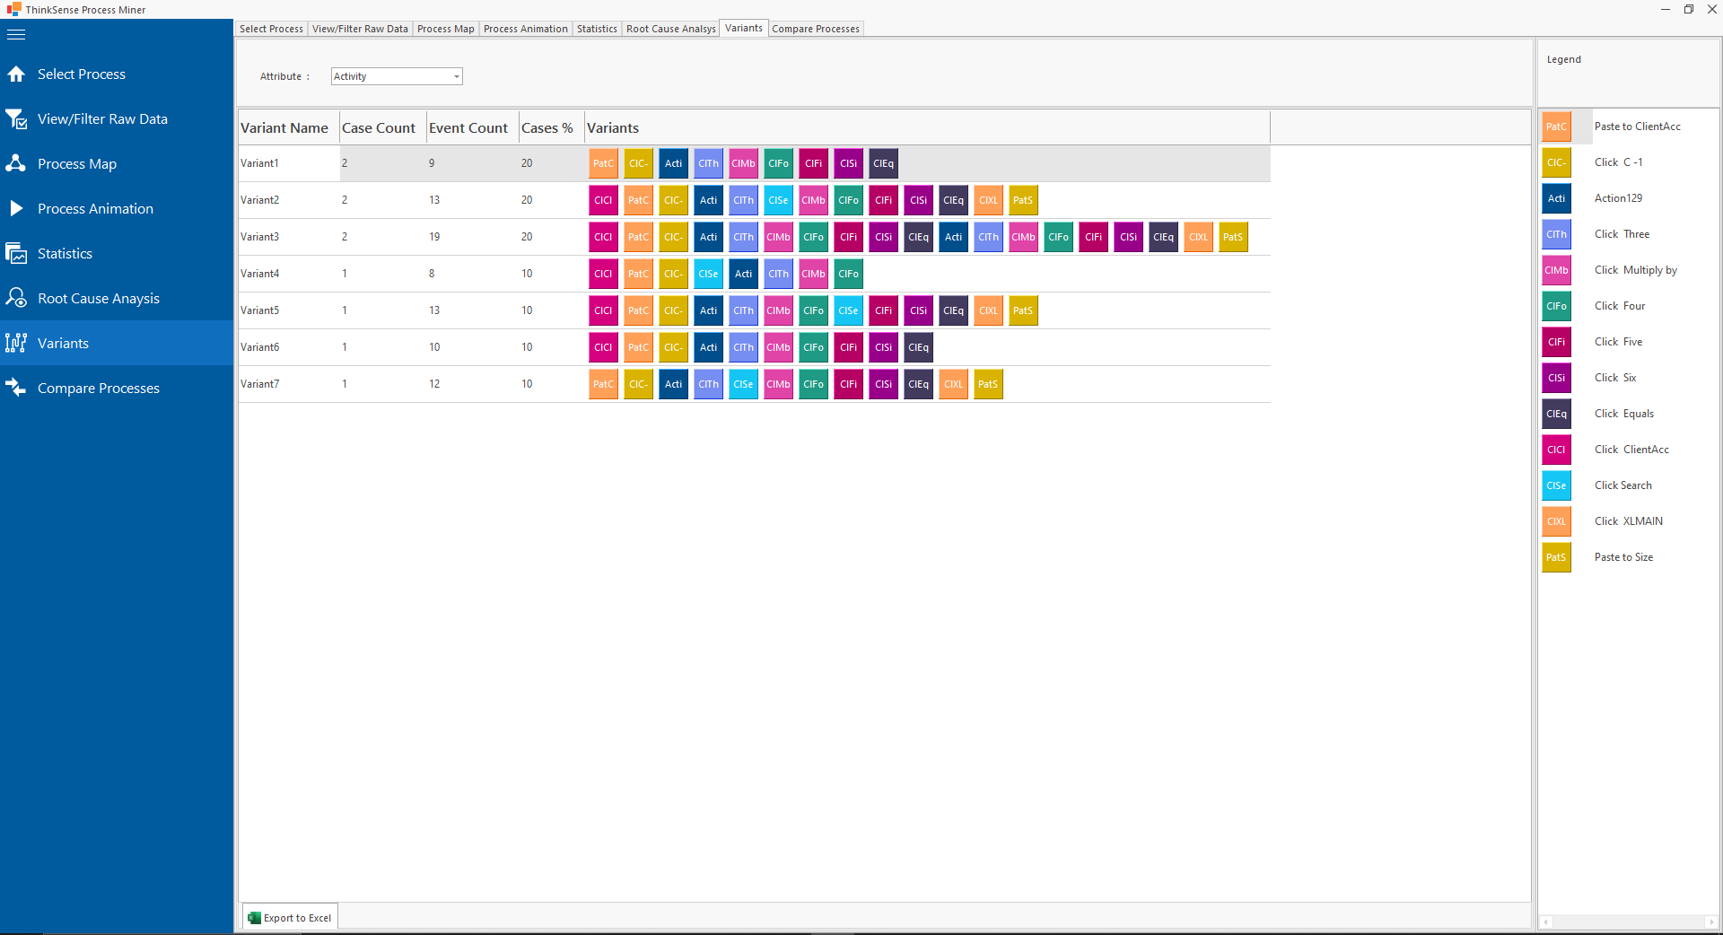 ThinkSense Process Miner
Select Process View/Filter Raw Data Process Map Process Animation Statistics Root Cause Analsys Variants Compare Processes
Select Process
View/Filter Raw Data
Process Map
Process Animation
Statistics
Root Cause Anaysis
Variants
Compare Processes
Attribute : Activity
Variant Name Case Count Event Count Cases % Variants
Variant1 2 9 20 PatC ClC- Acti ClTh ClMb ClFo ClFi ClSi ClEq
Variant2 2 13 20 ClCl PatC ClC- Acti ClTh ClSe ClMb ClFo ClFi ClSi ClEq ClXL PatS
Variant3 2 19 20 ClCl PatC ClC- Acti ClTh ClMb ClFo ClFi ClSi ClEq Acti ClTh ClMb ClFo ClFi ClSi ClEq ClXL PatS
Variant4 1 8 10 ClCl PatC ClC- ClSe Acti ClTh ClMb ClFo
Variant5 1 13 10 ClCl PatC ClC- Acti ClTh ClMb ClFo ClSe ClFi ClSi ClEq ClXL PatS
Variant6 1 10 10 ClCl PatC ClC- Acti ClTh ClMb ClFo ClFi ClSi ClEq
Variant7 1 12 10 PatC ClC- Acti ClTh ClSe ClMb ClFo ClFi ClSi ClEq ClXL PatS
Export to Excel
Legend
PatC Paste to ClientAcc
ClC- Click C -1
Acti Action129
ClTh Click Three
ClMb Click Multiply by
ClFo Click Four
ClFi Click Five
ClSi Click Six
ClEq Click Equals
ClCl Click ClientAcc
ClSe Click Search
ClXL Click XLMAIN
PatS Paste to Size